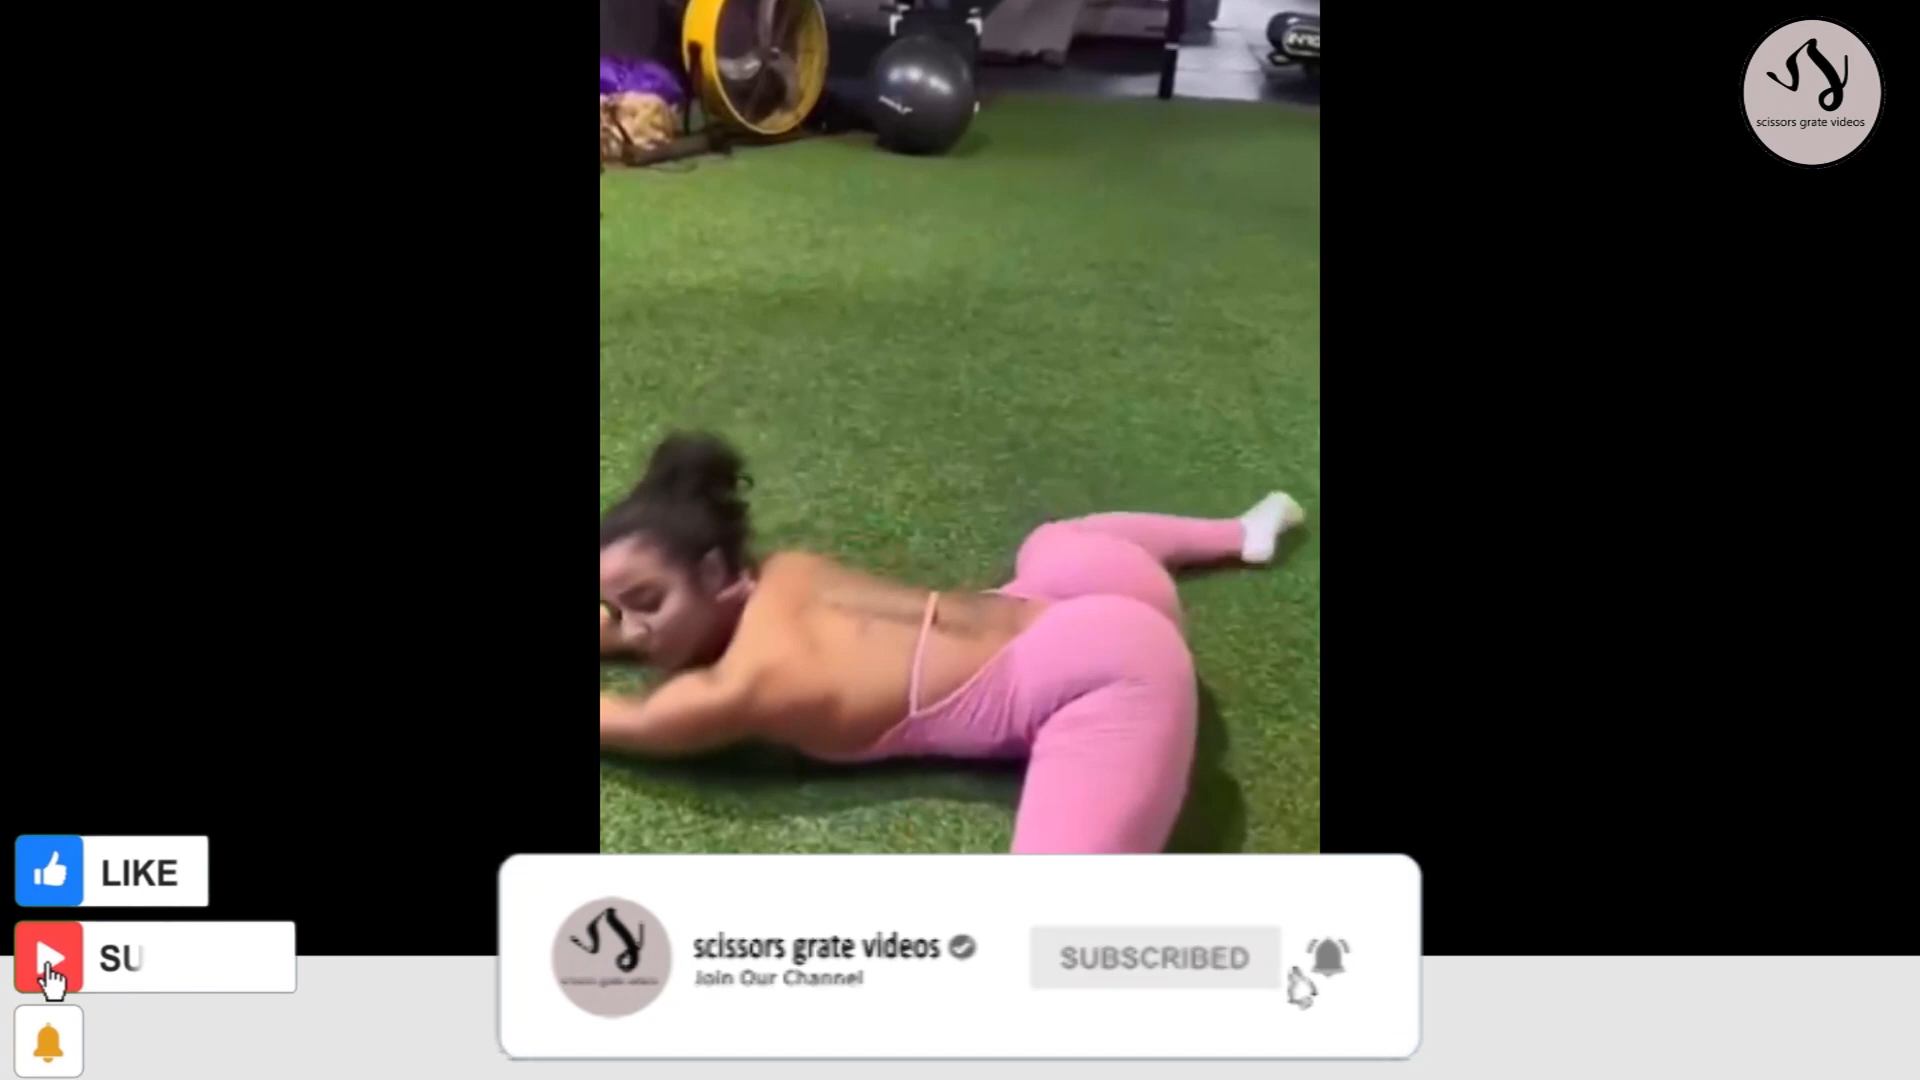 scissors grate videos
LIKE
SU
scissors grate videos
Join Our Channel
SUBSCRIBED